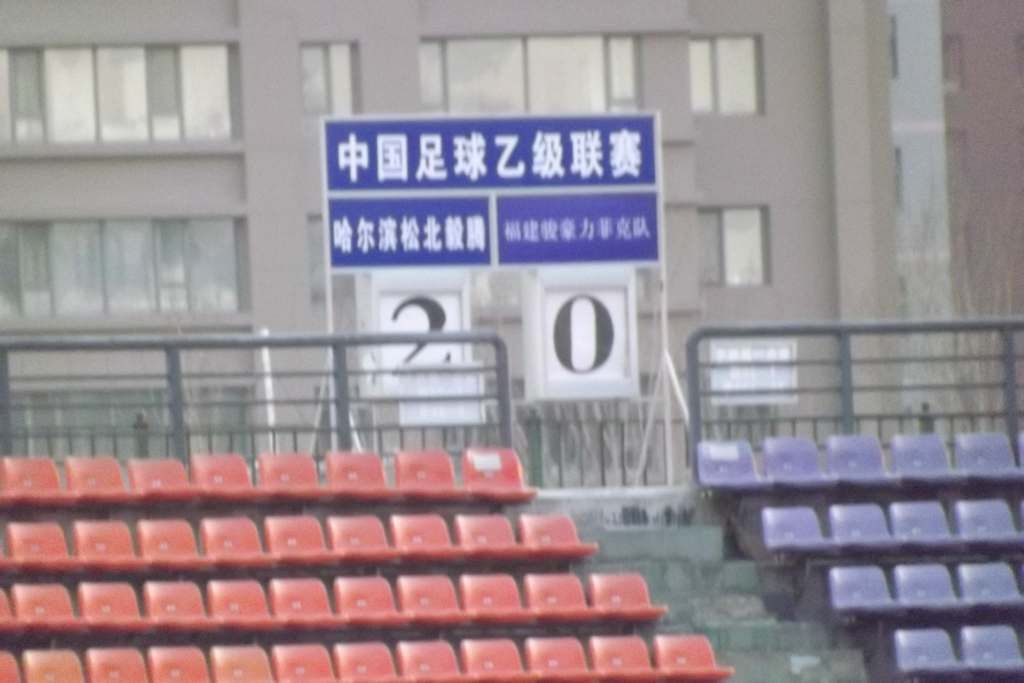 中国足球乙级联赛
哈尔滨松北毅腾 福建骏豪力菲克队
2 0